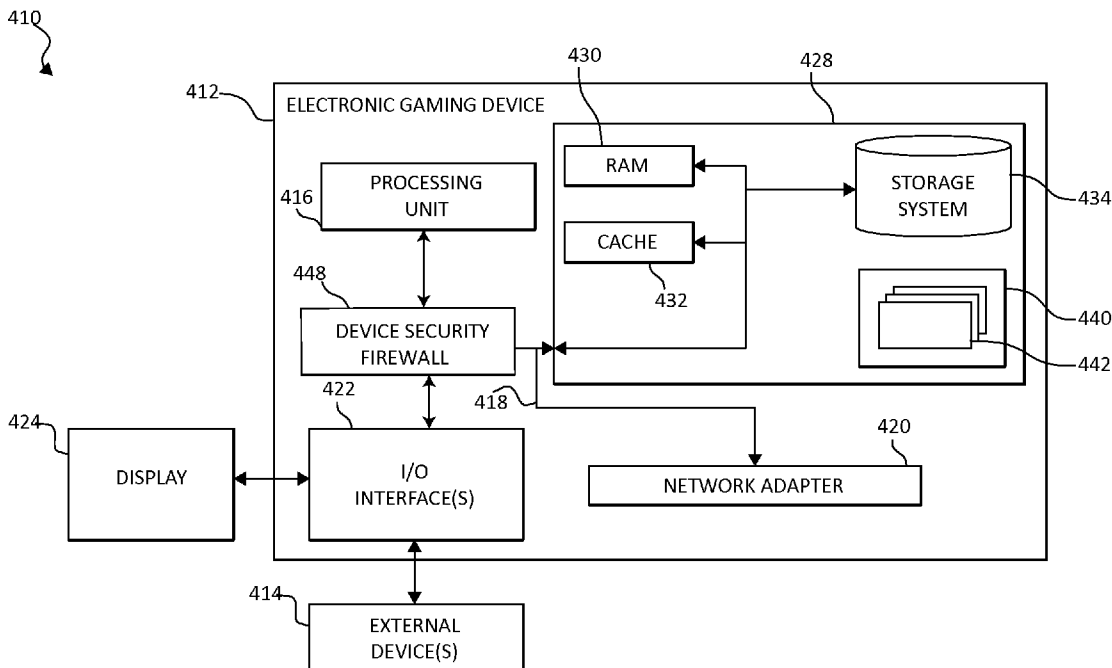 410
430
428
412
ELECTRONIC GAMING DEVICE
RAM
PROCESSING
UNIT
416
STORAGE
SYSTEM
434
CACHE
432
448
DEVICE SECURITY
FIREWALL
440
442
422
418
424
420
DISPLAY
I/O
INTERFACE(S)
NETWORK ADAPTER
414
EXTERNAL
DEVICE(S)